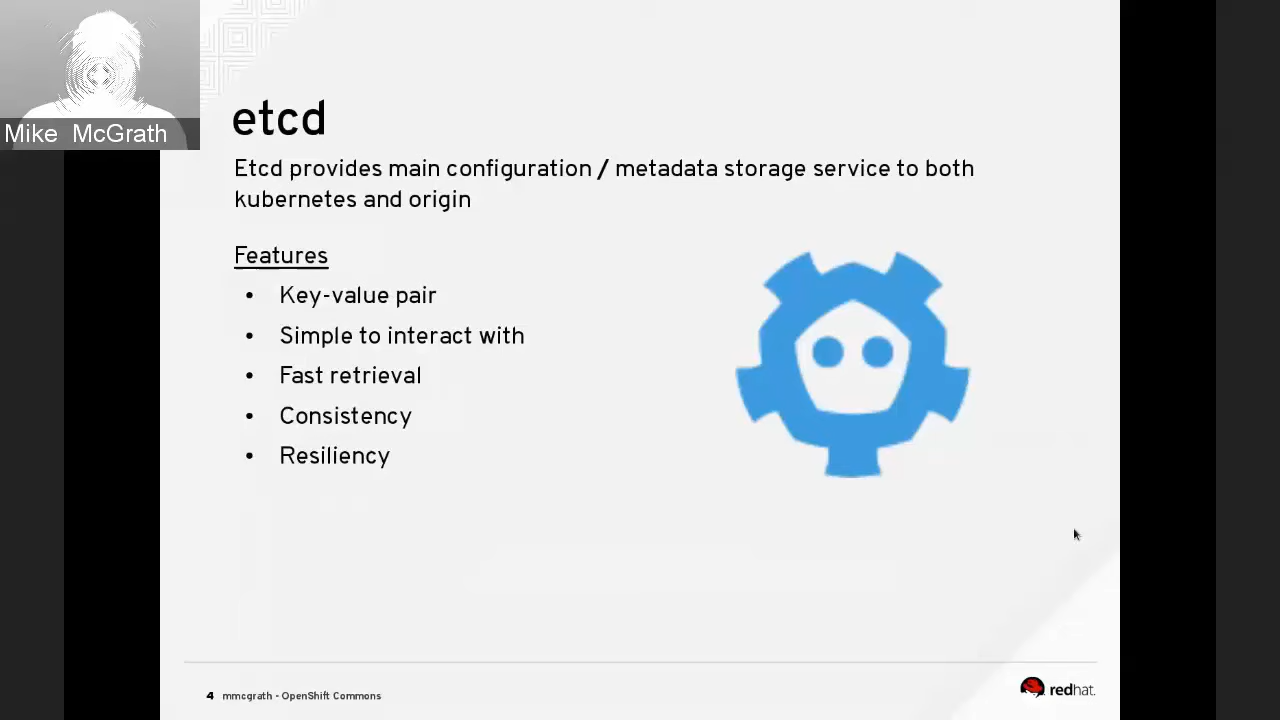 Mike McGrath
etcd
Etcd provides main configuration / metadata storage service to both
kubernetes and origin
Features
• Key-value pair
• Simple to interact with
• Fast retrieval
• Consistency
• Resiliency
4 mmcgrath - OpenShift Commons
redhat.